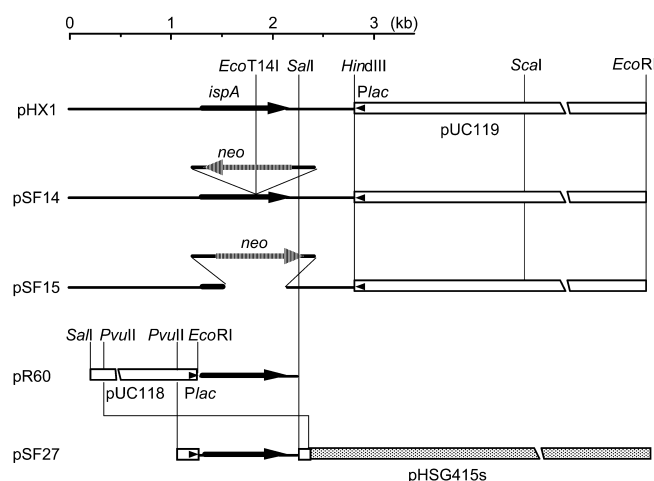 0 1 2 3 (kb)
EcoT14I SalI HindIII ScaI EcoRI
ispA Plac
pHX1
pUC119
neo
pSF14
neo
pSF15
SalI PvuII PvuII EcoRI
pR60
pUC118 Plac
pSF27
pHSG415s